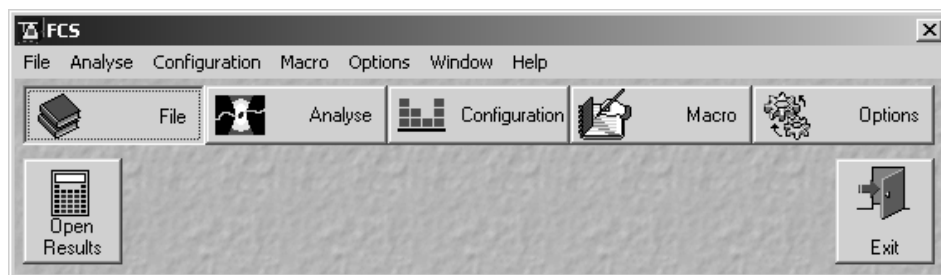 FCS
File Analyse Configuration Macro Options Window Help
File Analyse Configuration Macro Options
Open
Results
Exit